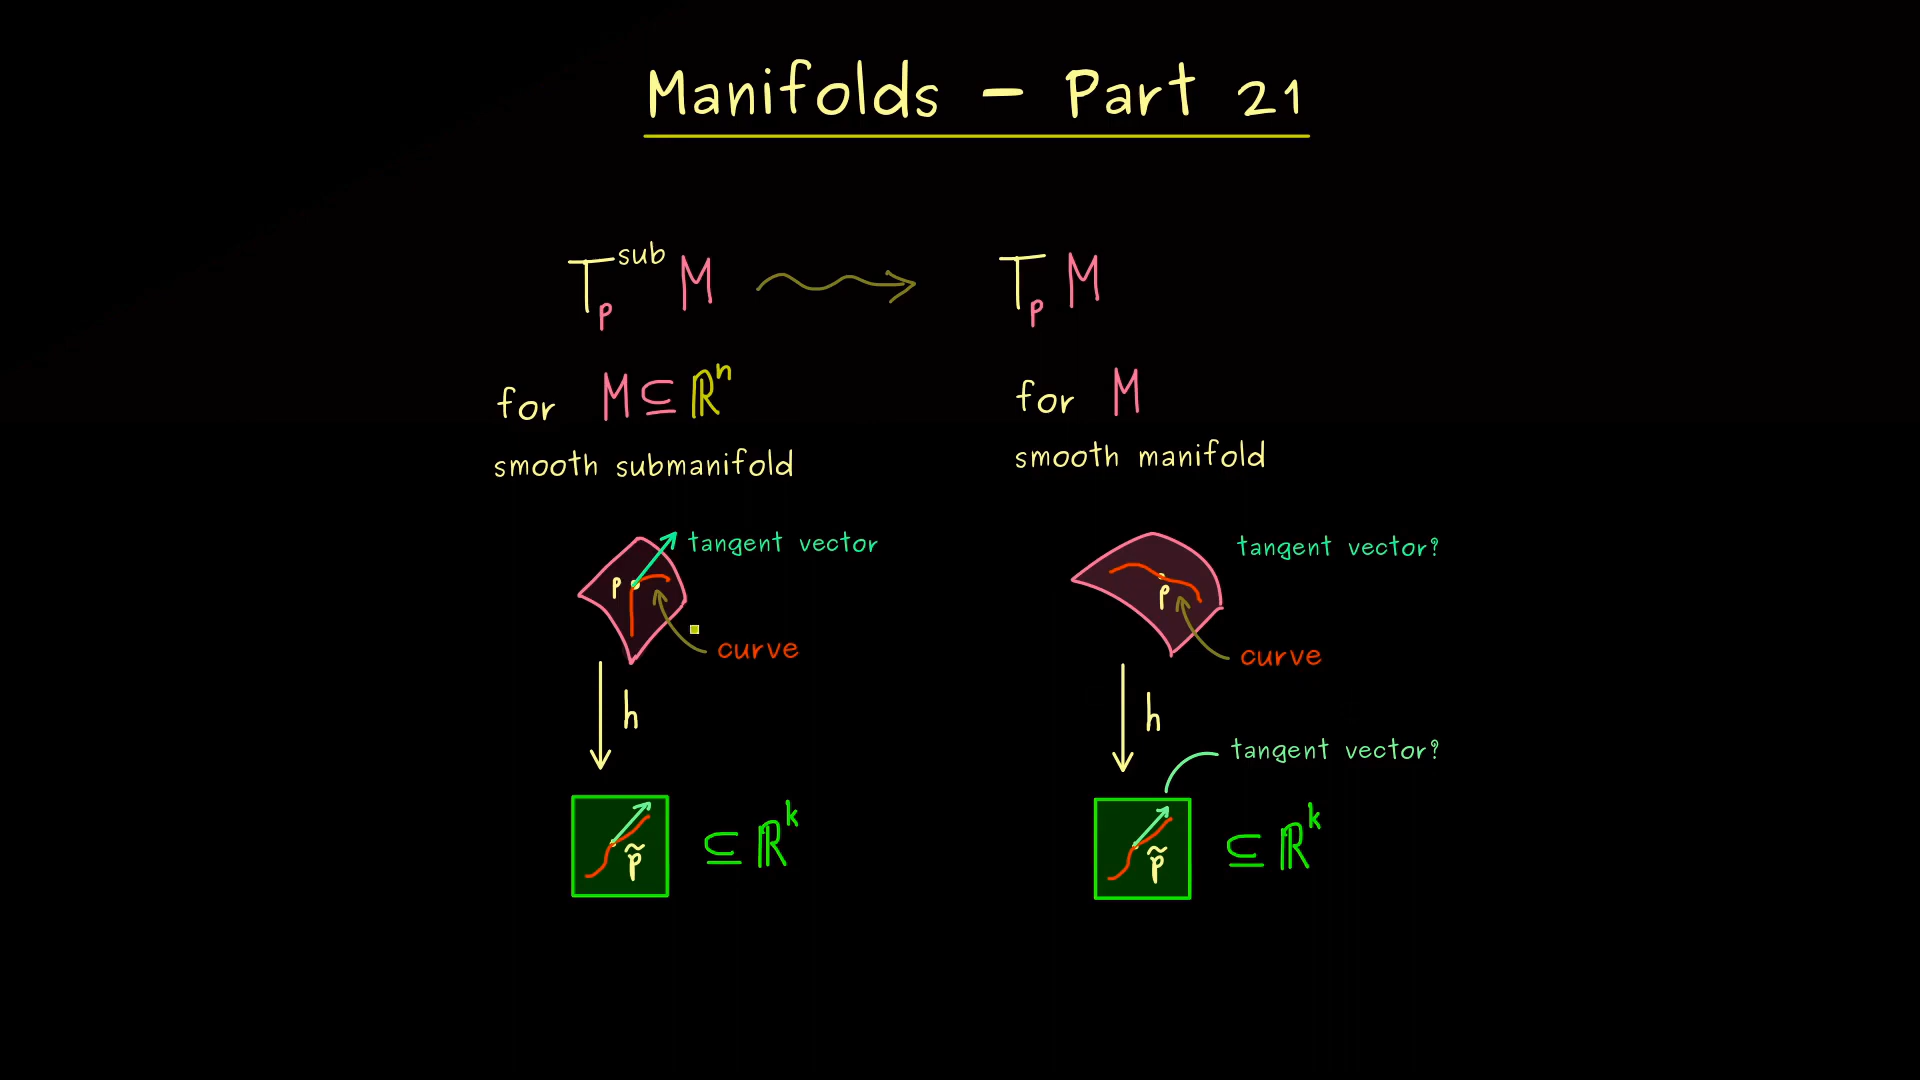 Manifolds – Part 21
T_p^sub M ⇝ T_p M
for M ⊆ ℝ^n
smooth submanifold
for M
smooth manifold
tangent vector
p
curve
h
p̃
⊆ ℝ^k
tangent vector?
p
curve
h
tangent vector?
p̃
⊆ ℝ^k